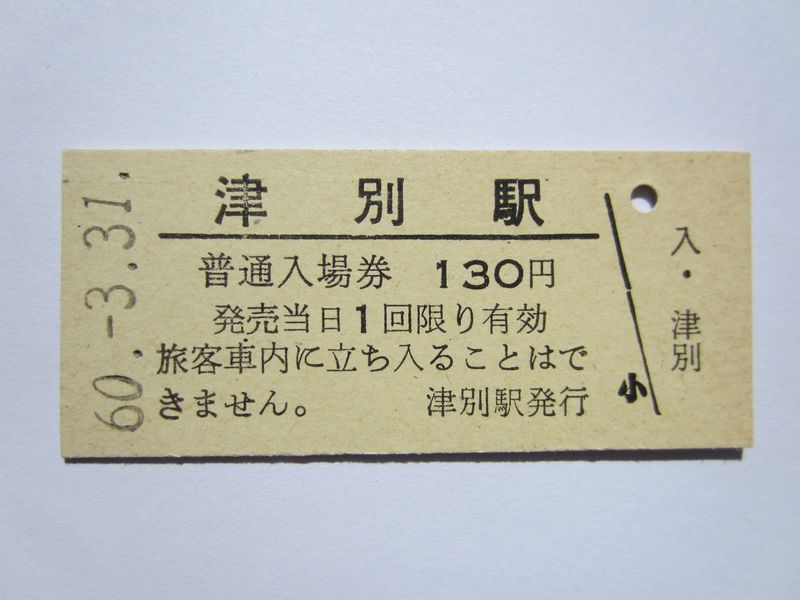 津別駅
普通入場券 130円
発売当日1回限り有効
旅客車内に立ち入ることはで
きません。 津別駅発行
60.-3.31.
小
入・津別